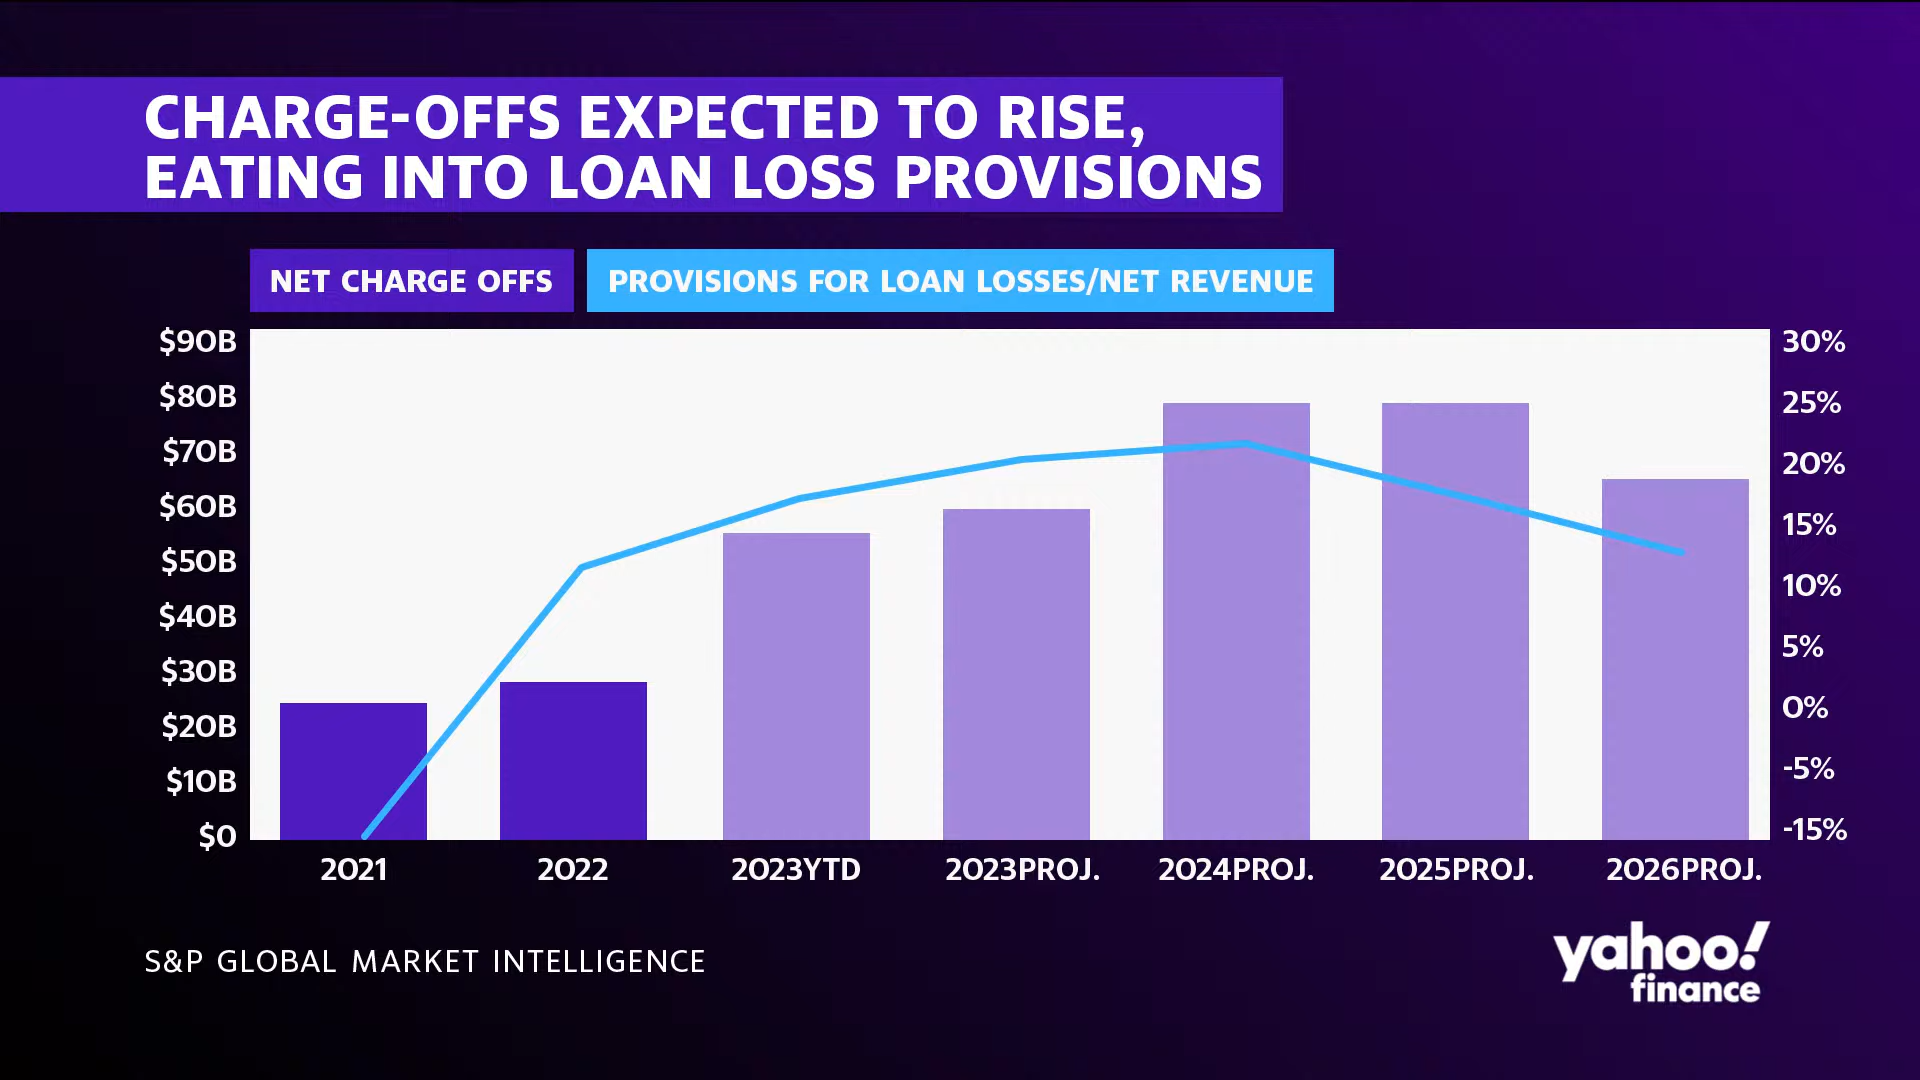 CHARGE-OFFS EXPECTED TO RISE,
EATING INTO LOAN LOSS PROVISIONS
NET CHARGE OFFS
PROVISIONS FOR LOAN LOSSES/NET REVENUE
$90B
$80B
$70B
$60B
$50B
$40B
$30B
$20B
$10B
$0
30%
25%
20%
15%
10%
5%
0%
-5%
-15%
2021
2022
2023YTD
2023PROJ.
2024PROJ.
2025PROJ.
2026PROJ.
S&P GLOBAL MARKET INTELLIGENCE
yahoo!
finance